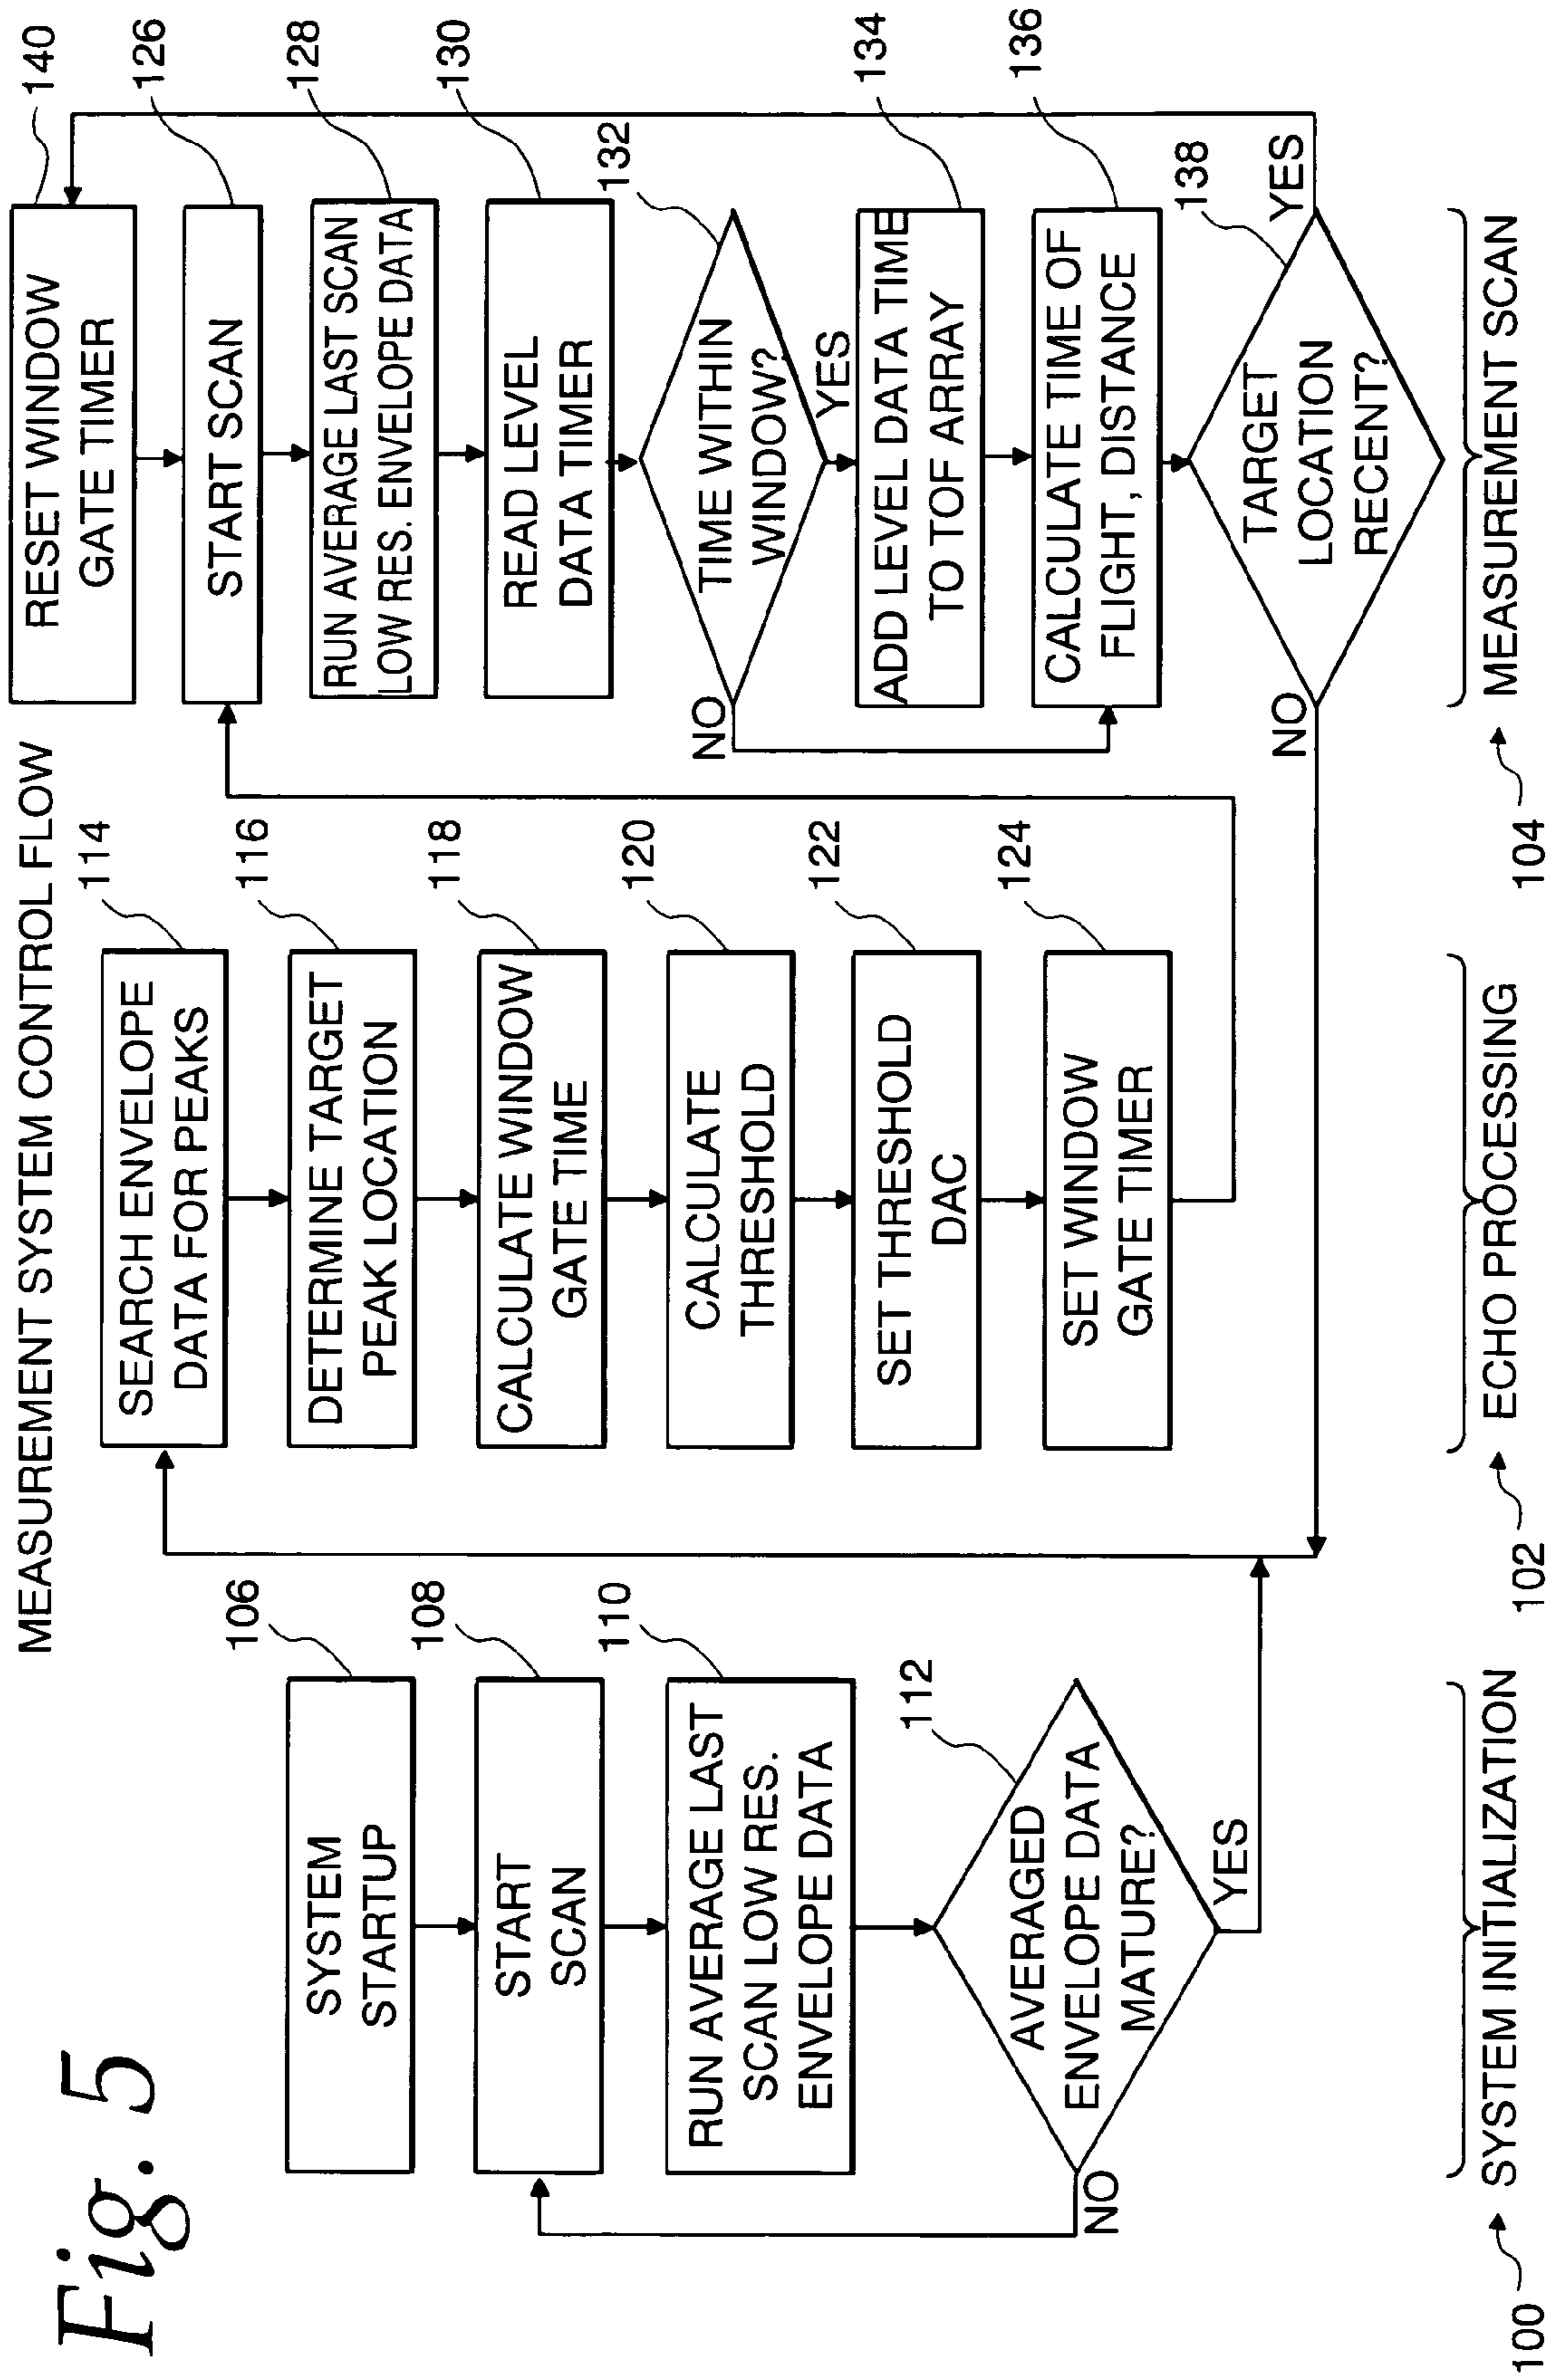 Fig. 5
MEASUREMENT SYSTEM CONTROL FLOW
106
SYSTEM
STARTUP
108
START
SCAN
110
RUN AVERAGE LAST
SCAN LOW RES.
ENVELOPE DATA
112
AVERAGED
ENVELOPE DATA
MATURE?
NO
YES
100
SYSTEM INITIALIZATION
114
SEARCH ENVELOPE
DATA FOR PEAKS
116
DETERMINE TARGET
PEAK LOCATION
118
CALCULATE WINDOW
GATE TIME
120
CALCULATE
THRESHOLD
122
SET THRESHOLD
DAC
124
SET WINDOW
GATE TIMER
102
ECHO PROCESSING
140
RESET WINDOW
GATE TIMER
126
START SCAN
128
RUN AVERAGE LAST SCAN
LOW RES. ENVELOPE DATA
130
READ LEVEL
DATA TIMER
132
TIME WITHIN
WINDOW?
NO
YES
134
ADD LEVEL DATA TIME
TO TOF ARRAY
136
CALCULATE TIME OF
FLIGHT, DISTANCE
138
TARGET
LOCATION
RECENT?
NO
YES
104
MEASUREMENT SCAN